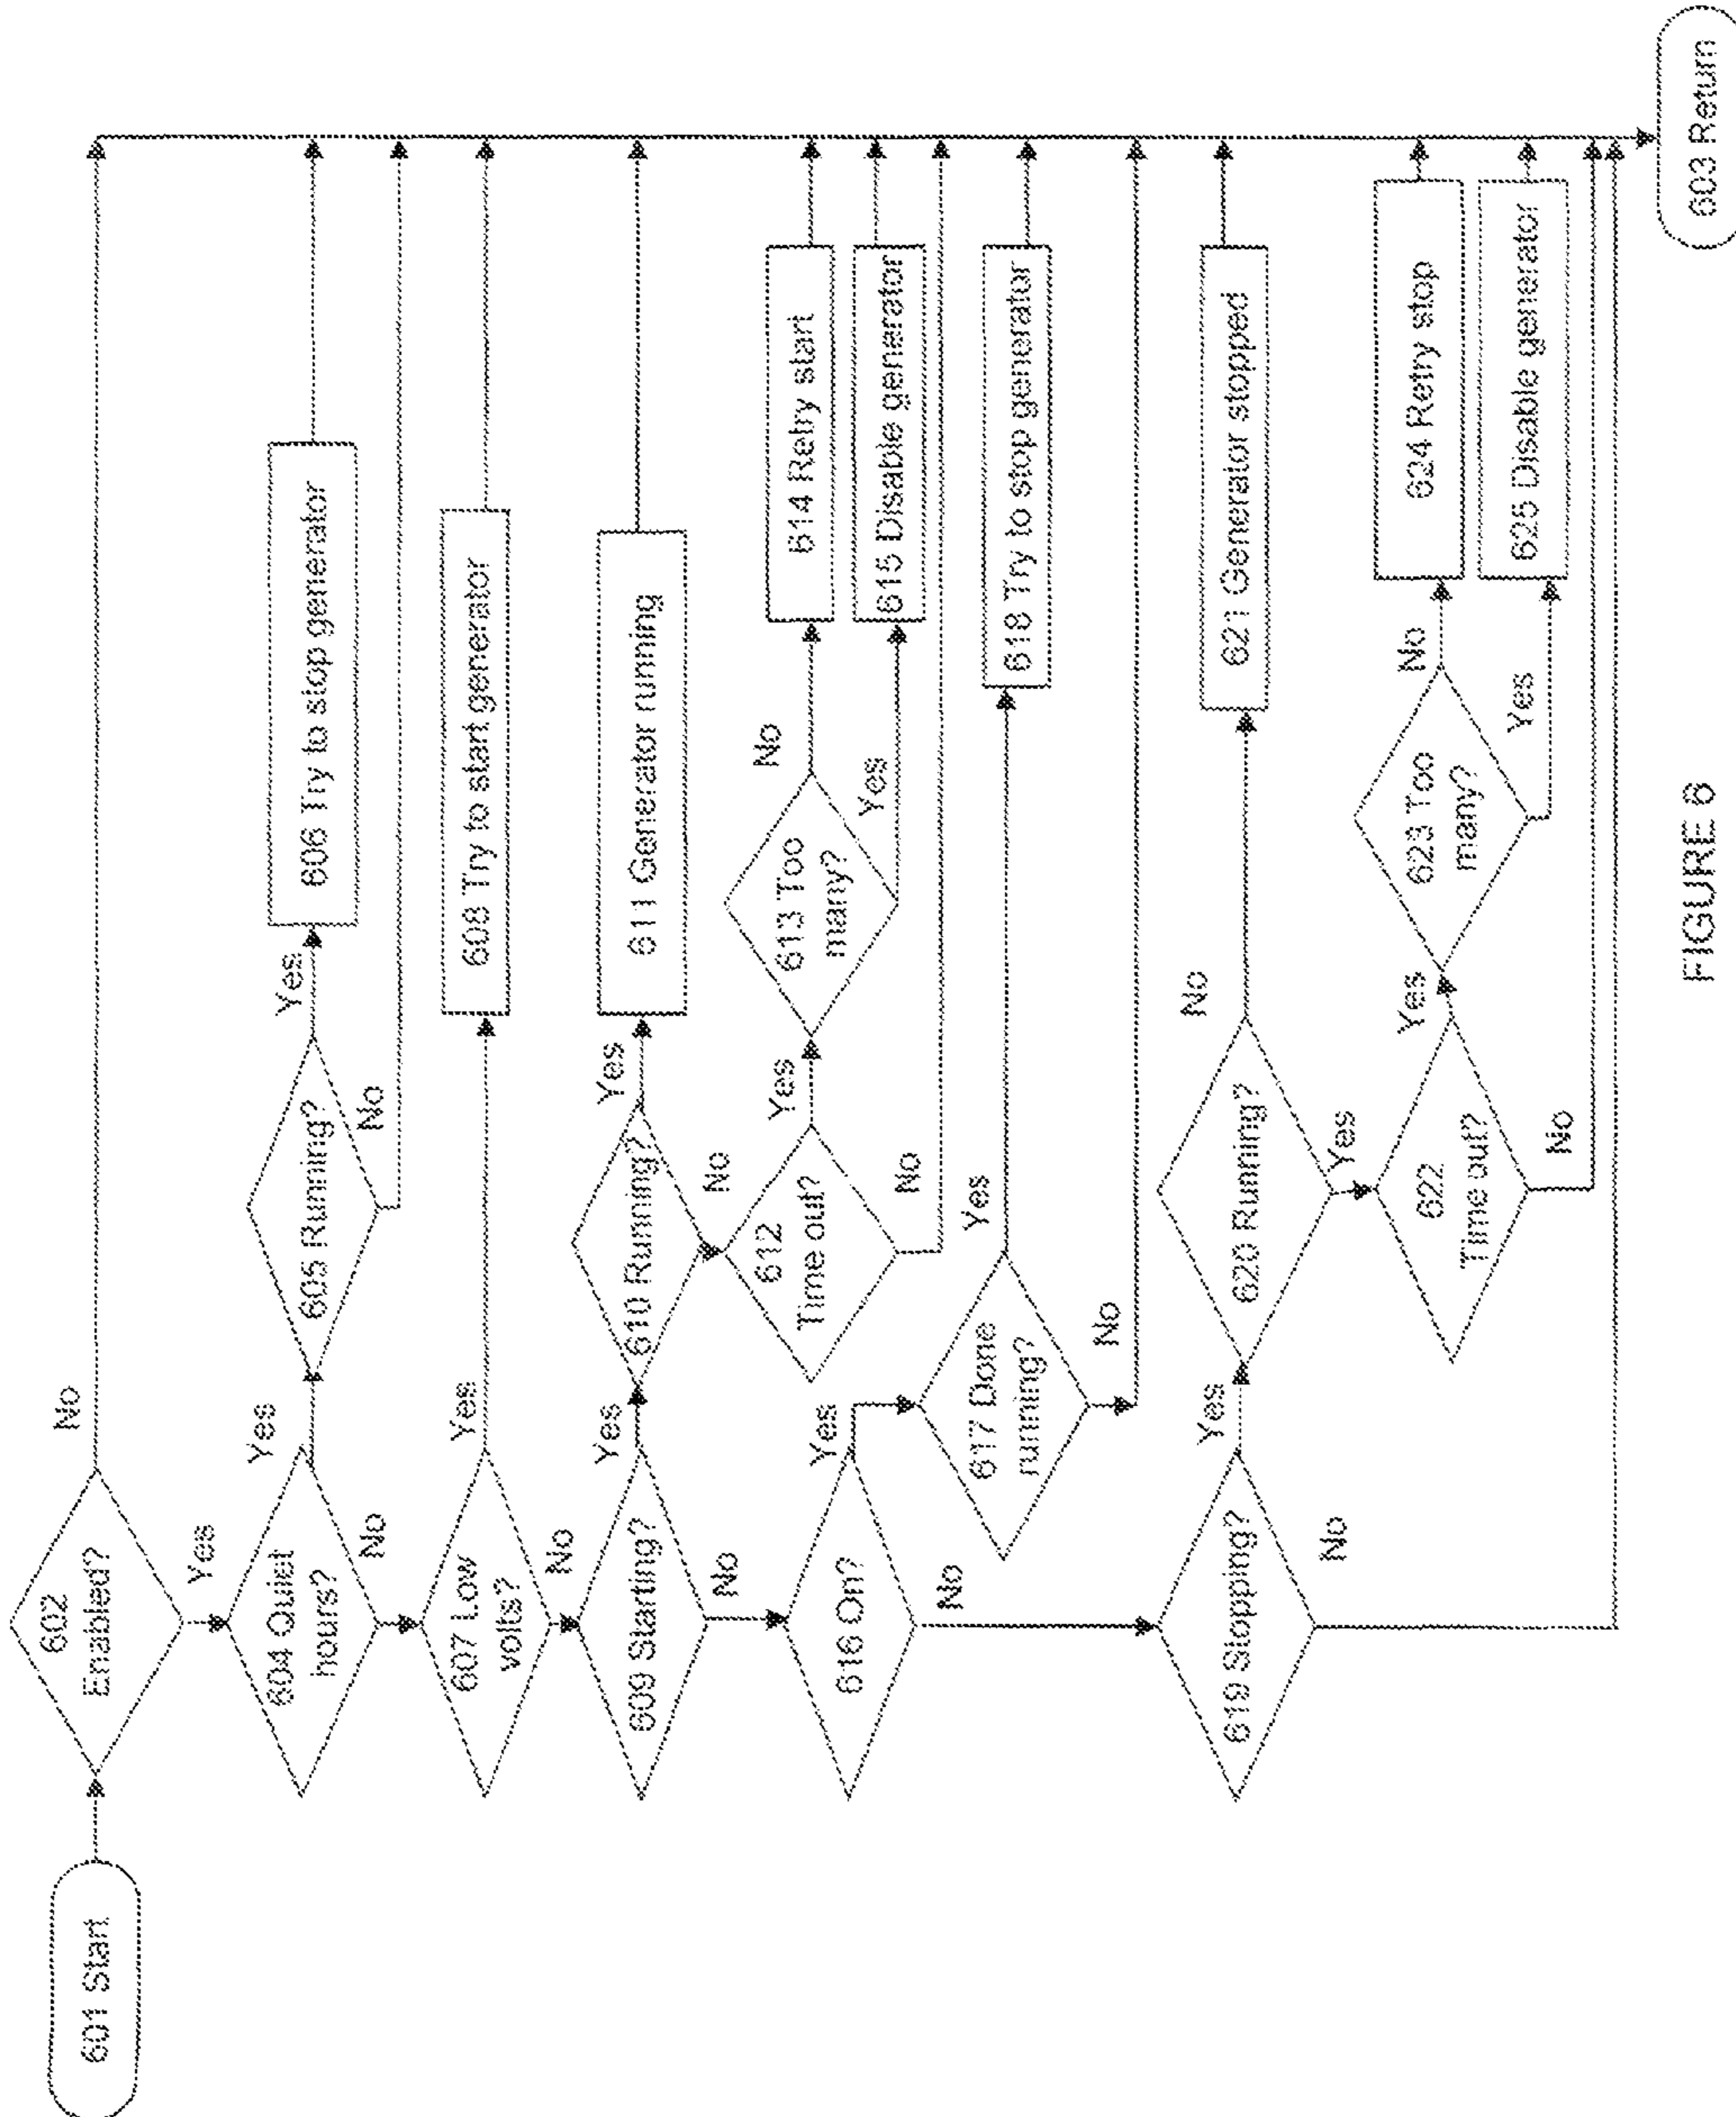 601 Start
602
Enabled?
No
Yes
604 Quiet
hours?
Yes
605 Running?
Yes
606 Try to stop generator
No
No
607 Low
volts?
Yes
608 Try to start generator
No
609 Starting?
Yes
610 Running?
Yes
611 Generator running
No
612
Time out?
Yes
613 Too
many?
No
614 Retry start
Yes
615 Disable generator
No
No
616 On?
Yes
617 Done
running?
Yes
618 Try to stop generator
No
No
619 Stopping?
Yes
620 Running?
No
621 Generator stopped
Yes
622
Time out?
Yes
623 Too
many?
No
624 Retry stop
Yes
625 Disable generator
No
No
603 Return
FIGURE 6